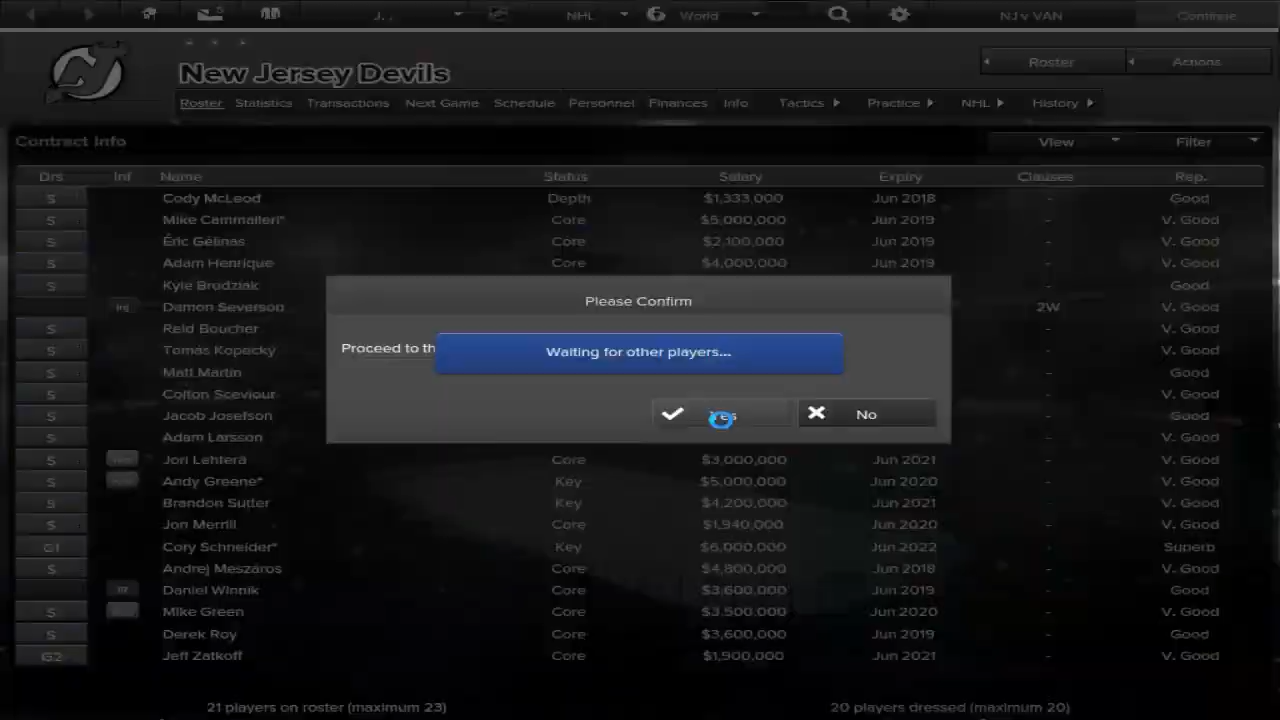 J. . NHL World NJ v VAN Continue
New Jersey Devils Roster Actions
Roster Statistics Transactions Next Game Schedule Personnel Finances Info Tactics Practice NHL History
Contract Info View Filter
Drs Inf Name Status Salary Expiry Clauses Rep.
S Cody McLeod Depth $1,333,000 Jun 2018 - Good
S Mike Cammalleri* Core $5,000,000 Jun 2019 - V. Good
S Éric Gélinas Core $2,100,000 Jun 2019 - V. Good
S Adam Henrique Core $4,000,000 Jun 2019 - V. Good
S Kyle Brodziak - Good
Inj Damon Severson 2W V. Good
S Reid Boucher - V. Good
S Tomás Kopecky - V. Good
S Matt Martin - Good
S Colton Sceviour - V. Good
S Jacob Josefson - Good
S Adam Larsson - V. Good
S Jori Lehtera Core $3,000,000 Jun 2021 - V. Good
S Andy Greene* Key $5,000,000 Jun 2020 - V. Good
S Brandon Sutter Key $4,200,000 Jun 2021 - V. Good
S Jon Merrill Core $1,940,000 Jun 2020 - V. Good
G1 Cory Schneider* Key $6,000,000 Jun 2022 - Superb
S Andrej Meszaros Core $4,800,000 Jun 2018 - V. Good
Daniel Winnik Core $3,600,000 Jun 2019 - Good
S Mike Green Core $3,500,000 Jun 2020 - V. Good
S Derek Roy Core $3,600,000 Jun 2019 - Good
G2 Jeff Zatkoff Core $1,900,000 Jun 2021 - V. Good
21 players on roster (maximum 23) 20 players dressed (maximum 20)
Please Confirm
Proceed to th
Waiting for other players...
Yes No